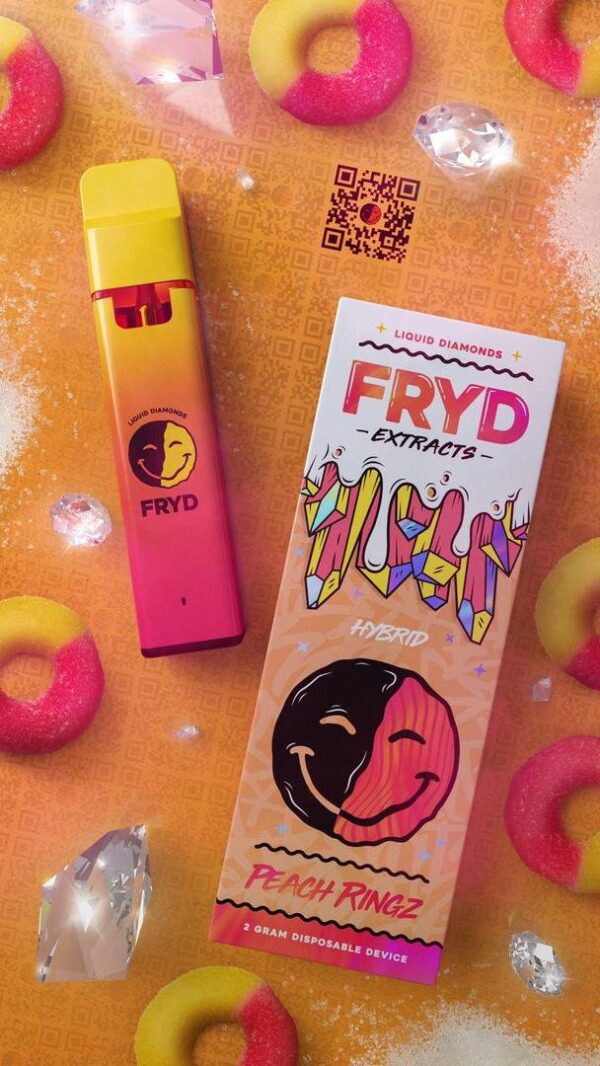 LIQUID DIAMONDS
FRYD
LIQUID DIAMONDS
FRYD
EXTRACTS
HYBRID
PEACH RINGZ
2 GRAM DISPOSABLE DEVICE